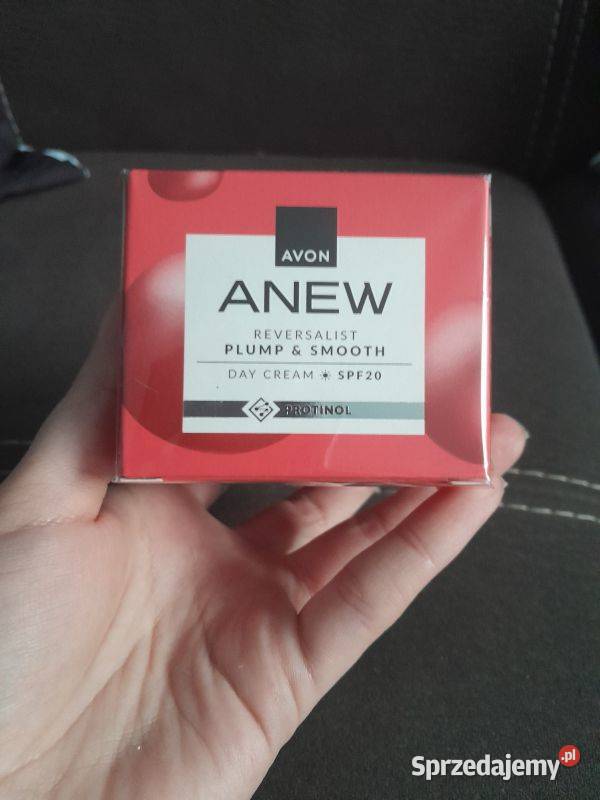 AVON
ANEW
REVERSALIST
PLUMP & SMOOTH
DAY CREAM ☀ SPF20
PROTINOL
Sprzedajemy.pl